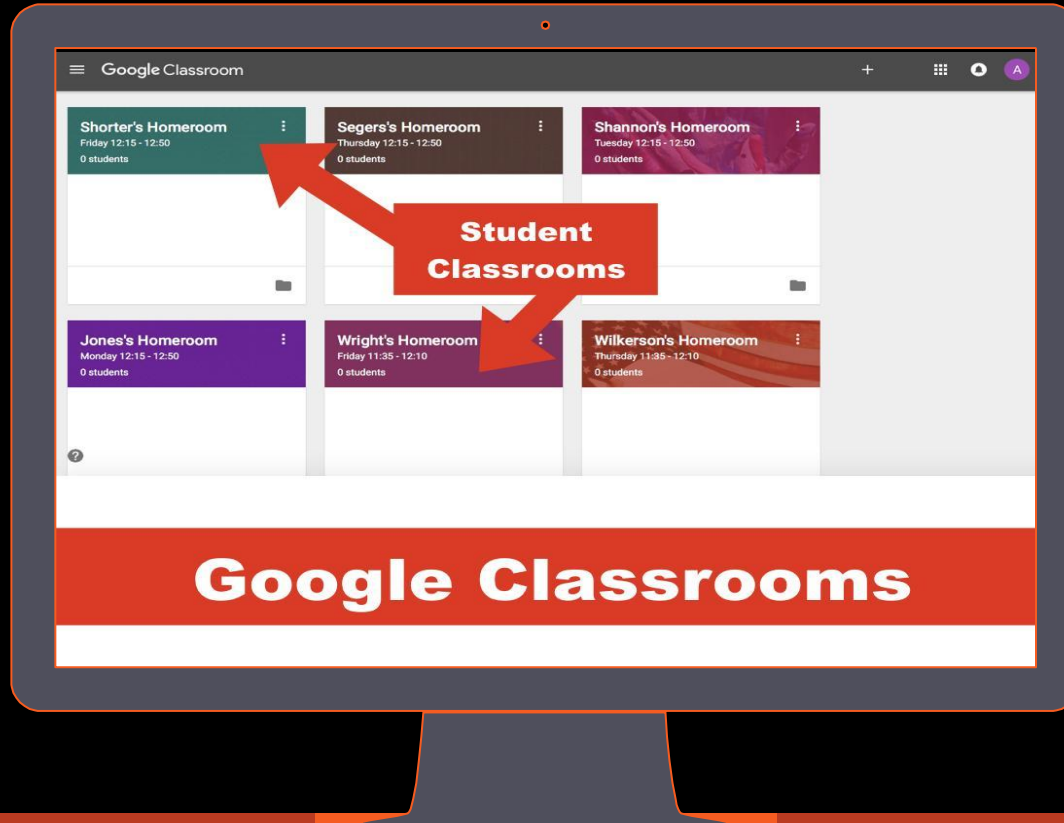 Google Classroom
+
A
Shorter's Homeroom
Friday 12:15 - 12:50
0 students
Segers's Homeroom
Thursday 12:15 - 12:50
0 students
Shannon's Homeroom
Tuesday 12:15 - 12:50
0 students
Student
Classrooms
Jones's Homeroom
Monday 12:15 - 12:50
0 students
Wright's Homeroom
Friday 11:35 - 12:10
0 students
Wilkerson's Homeroom
Thursday 11:35 - 12:10
0 students
?
Google Classrooms